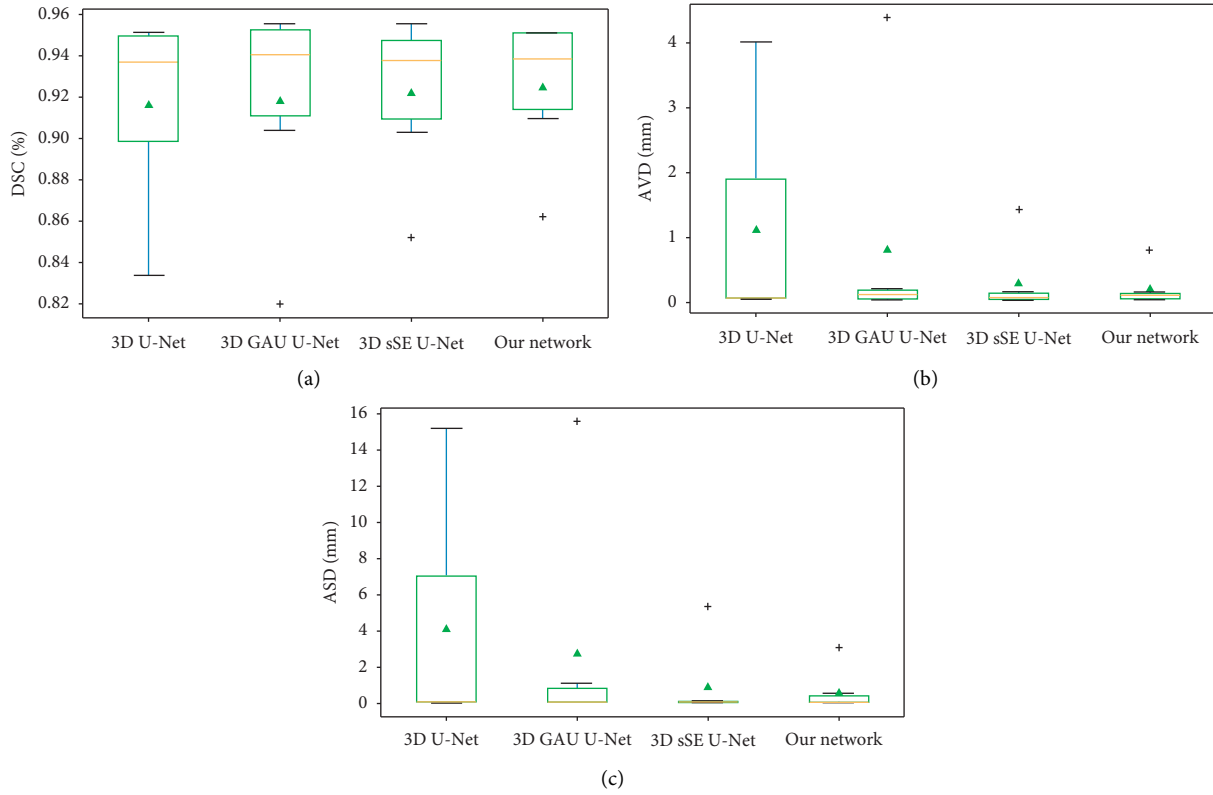 0.96
0.94
0.92
0.90
0.88
0.86
0.84
0.82
DSC (%)
3D U-Net
3D GAU U-Net
3D sSE U-Net
Our network
(a)
4
3
2
1
0
AVD (mm)
3D U-Net
3D GAU U-Net
3D sSE U-Net
Our network
(b)
16
14
12
10
8
6
4
2
0
ASD (mm)
3D U-Net
3D GAU U-Net
3D sSE U-Net
Our network
(c)